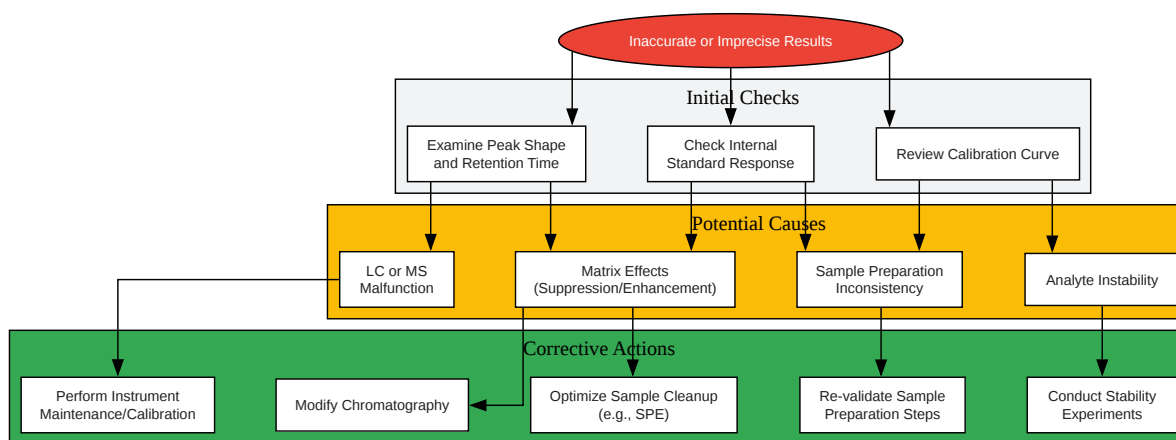 Inaccurate or Imprecise Results
Initial Checks
Examine Peak Shape
and Retention Time
Check Internal
Standard Response
Review Calibration Curve
Potential Causes
LC or MS
Malfunction
Matrix Effects
(Suppression/Enhancement)
Sample Preparation
Inconsistency
Analyte Instability
Corrective Actions
Perform Instrument
Maintenance/Calibration
Modify Chromatography
Optimize Sample Cleanup
(e.g., SPE)
Re-validate Sample
Preparation Steps
Conduct Stability
Experiments